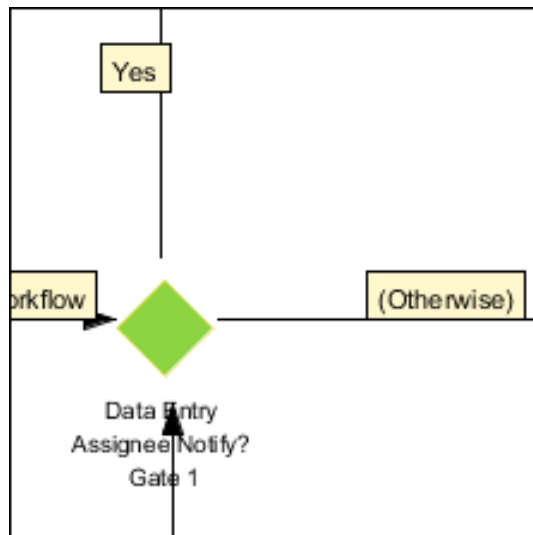 Yes
orkflow
(Otherwise)
Data Entry
Assignee Notify?
Gate 1